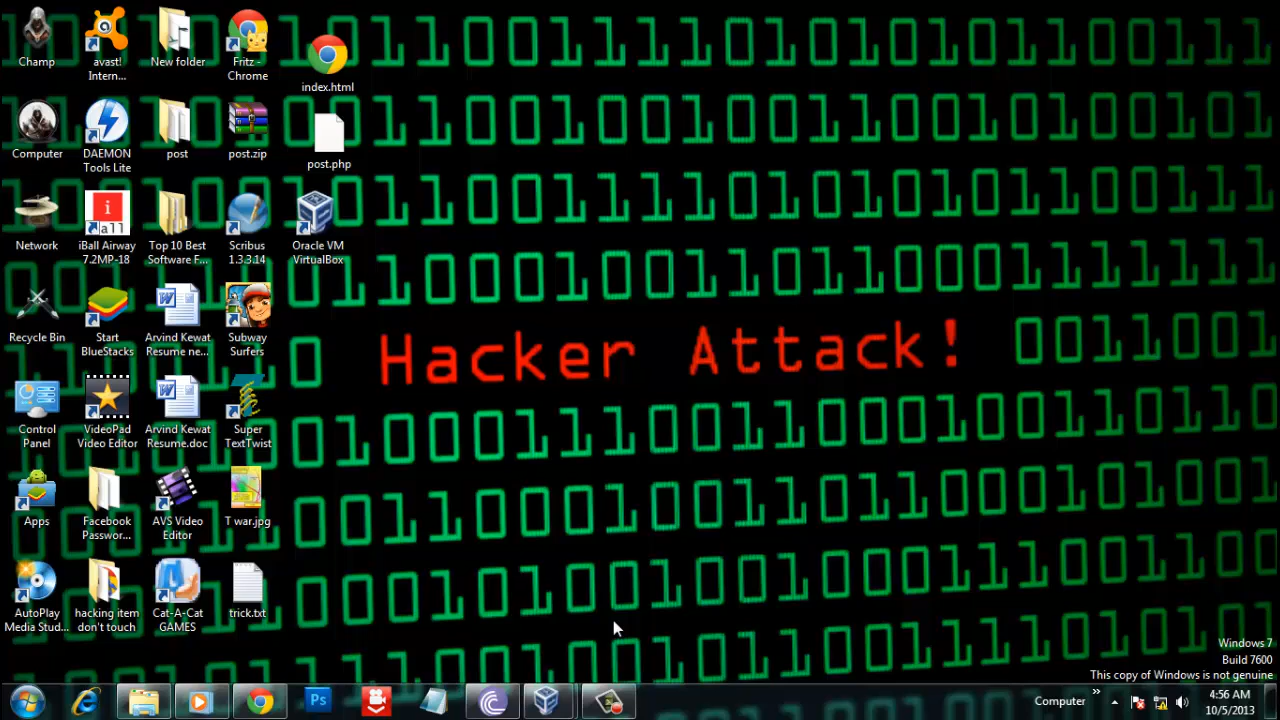 Champ
avast!
Intern...
New folder
Fritz -
Chrome
index.html
Computer
DAEMON
Tools Lite
post
post.zip
post.php
Network
iBall Airway
7.2MP-18
Top 10 Best
Software F...
Scribus
1.3.3.14
Oracle VM
VirtualBox
Recycle Bin
Start
BlueStacks
Arvind Kewat
Resume ne...
Subway
Surfers
Hacker Attack!
Control
Panel
VideoPad
Video Editor
Arvind Kewat
Resume.doc
Super
TextTwist
Apps
Facebook
Passwor...
AVS Video
Editor
T war.jpg
AutoPlay
Media Stud...
hacking item
don't touch
Cat-A-Cat
GAMES
trick.txt
Windows 7
Build 7600
This copy of Windows is not genuine
Ps
Computer
4:56 AM
10/5/2013